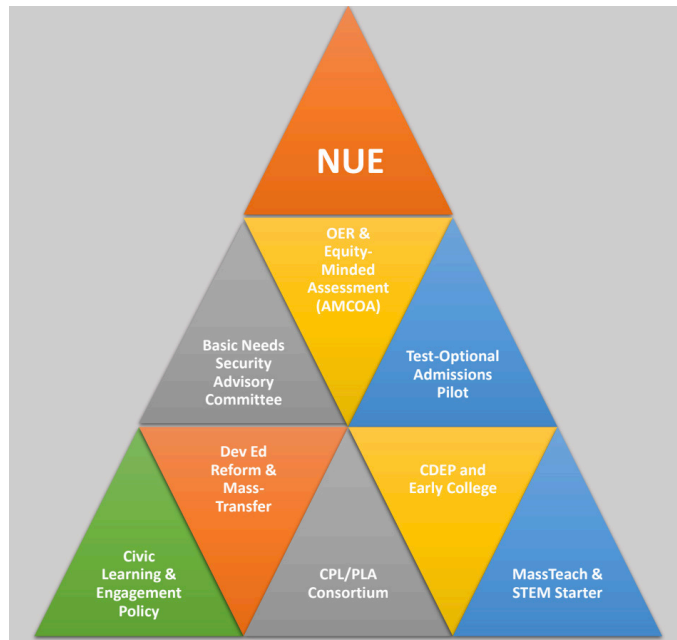 NUE
OER &
Equity-
Minded
Assessment
(AMCOA)
Basic Needs
Security
Advisory
Committee
Test-Optional
Admissions
Pilot
Dev Ed
Reform &
Mass-
Transfer
CDEP and
Early College
Civic
Learning &
Engagement
Policy
CPL/PLA
Consortium
MassTeach &
STEM Starter